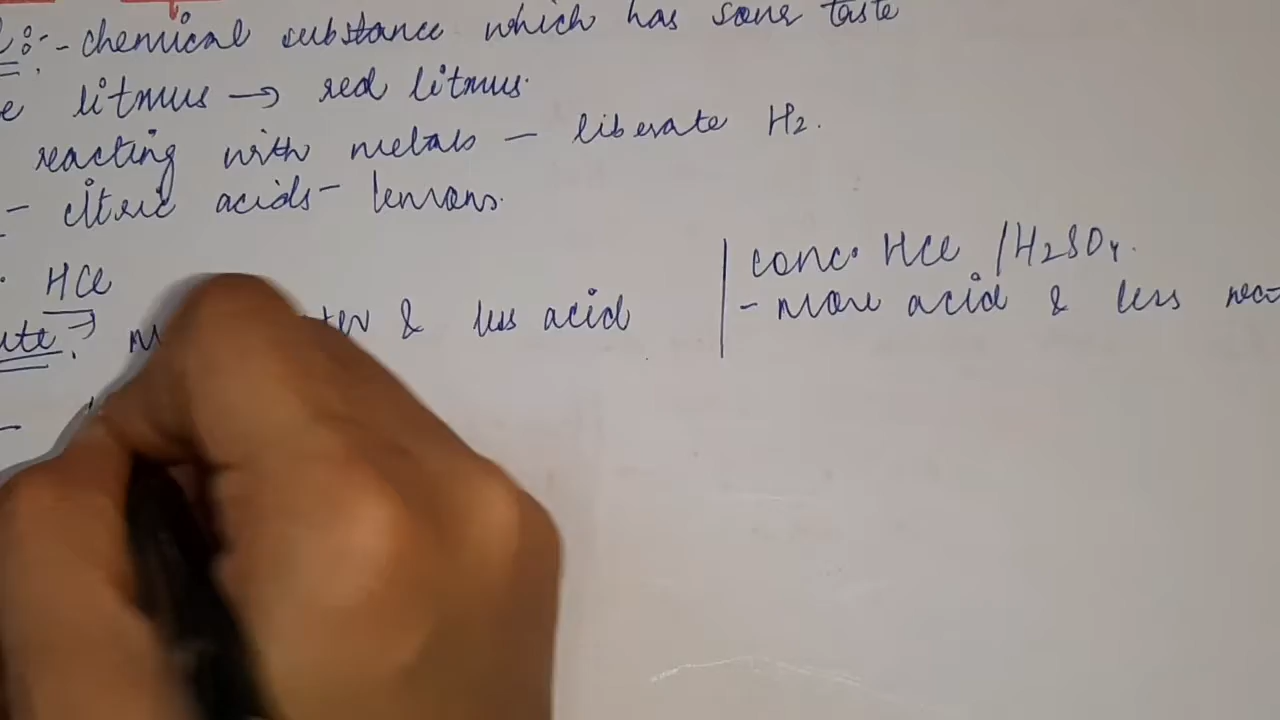 :- chemical substance which has sour taste
litmus → red litmus.
reacting with metals - liberate H2.
- citric acids - lemons.
HCl
& less acid
conc. HCl / H2SO4.
- more acid & less